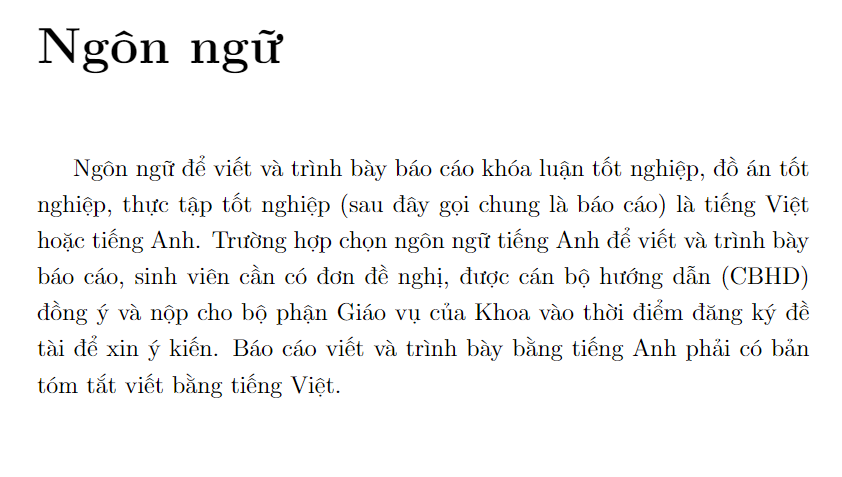 Ngôn ngữ
Ngôn ngữ để viết và trình bày báo cáo khóa luận tốt nghiệp, đồ án tốt
nghiệp, thực tập tốt nghiệp (sau đây gọi chung là báo cáo) là tiếng Việt
hoặc tiếng Anh. Trường hợp chọn ngôn ngữ tiếng Anh để viết và trình bày
báo cáo, sinh viên cần có đơn đề nghị, được cán bộ hướng dẫn (CBHD)
đồng ý và nộp cho bộ phận Giáo vụ của Khoa vào thời điểm đăng ký đề
tài để xin ý kiến. Báo cáo viết và trình bày bằng tiếng Anh phải có bản
tóm tắt viết bằng tiếng Việt.